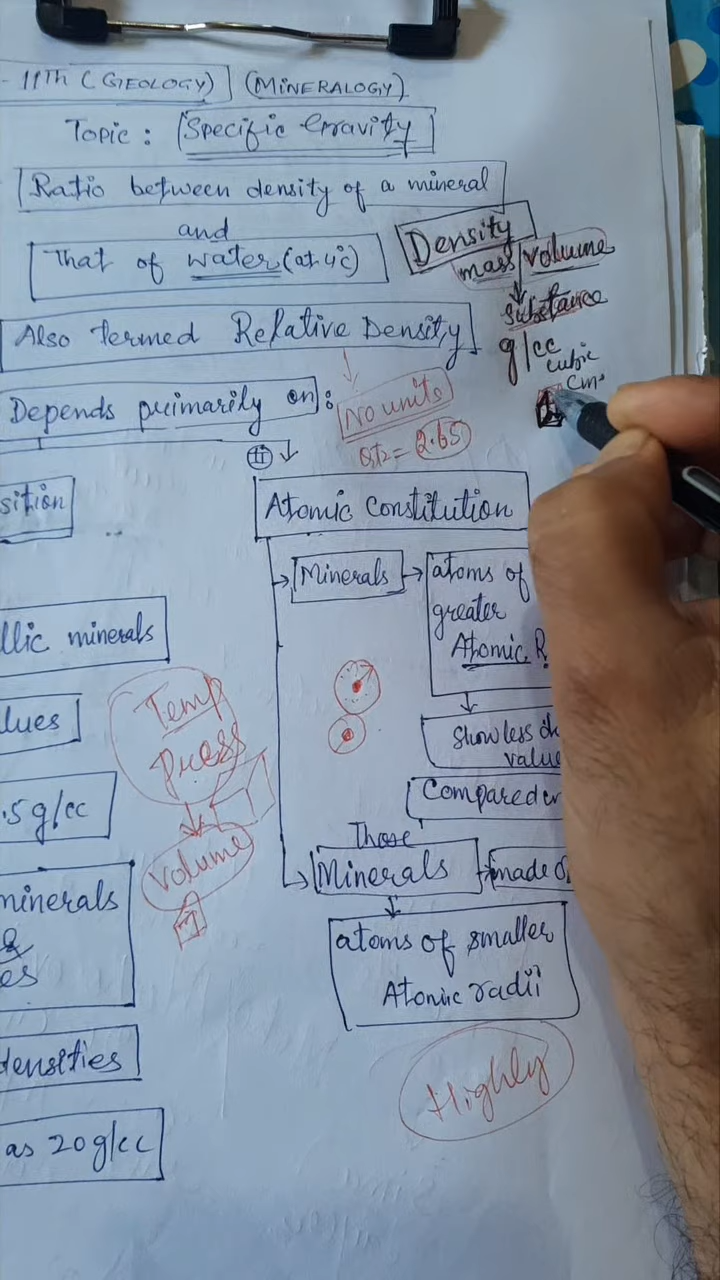 - 11TH (GEOLOGY) (MINERALOGY)
Topic: Specific Gravity
Ratio between density of a mineral
and
That of water (at 4°c)
Density
mass/volume
substance
g/cc
cubic
cm.
Also termed Relative Density
No units
Qtz = 2.65
Depends primarily on:
ii
sition
Atomic Constitution
Minerals
atoms of
greater
Atomic R
Show less d
value
Compared
Those
Minerals
made o
atoms of smaller
Atomic radii
Highly
llic minerals
lues
.5 g/cc
minerals
&
es
densities
as 20 g/cc
Temp
press
volume